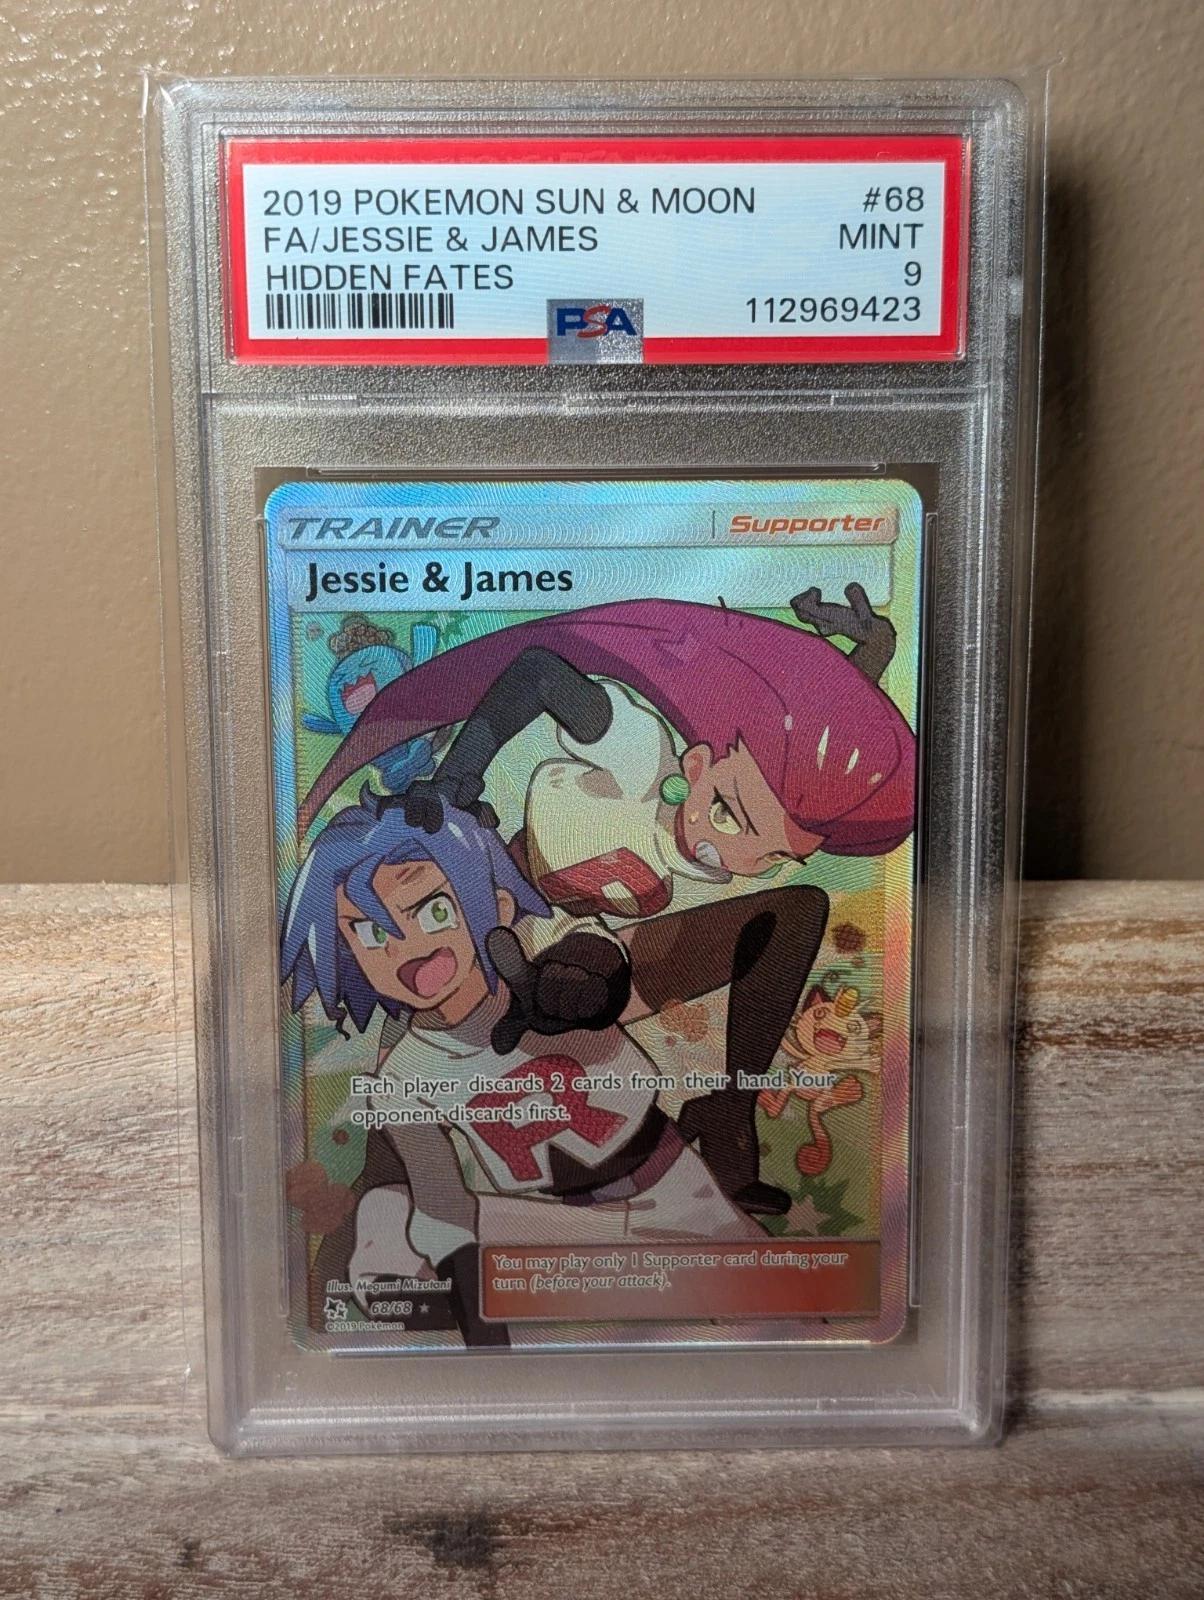 2019 POKEMON SUN & MOON #68
FA/JESSIE & JAMES MINT
HIDDEN FATES 9
PSA 112969423
TRAINER Supporter
Jessie & James
R
Each player discards 2 cards from their hand. Your
opponent discards first.
R
You may play only 1 Supporter card during your
turn (before your attack).
Illus. Megumi Mizutani
68/68
©2019 Pokémon